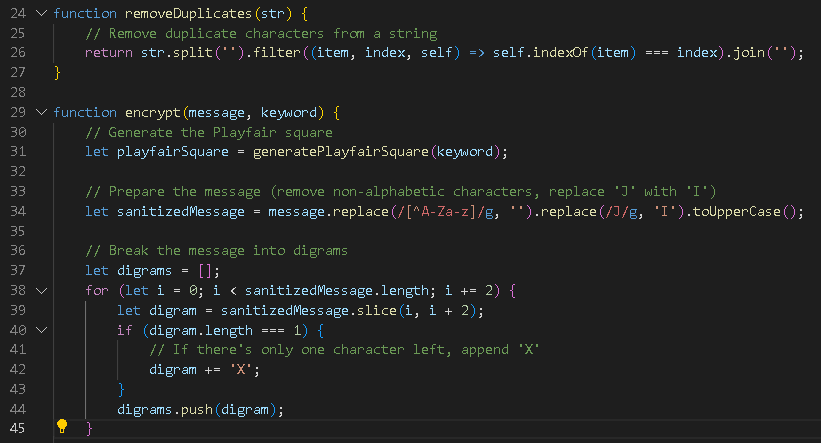 24 function removeDuplicates(str) {
25     // Remove duplicate characters from a string
26     return str.split('').filter((item, index, self) => self.indexOf(item) === index).join('');
27 }
28
29 function encrypt(message, keyword) {
30     // Generate the Playfair square
31     let playfairSquare = generatePlayfairSquare(keyword);
32
33     // Prepare the message (remove non-alphabetic characters, replace 'J' with 'I')
34     let sanitizedMessage = message.replace(/[^A-Za-z]/g, '').replace(/J/g, 'I').toUpperCase();
35
36     // Break the message into digrams
37     let digrams = [];
38     for (let i = 0; i < sanitizedMessage.length; i += 2) {
39         let digram = sanitizedMessage.slice(i, i + 2);
40         if (digram.length === 1) {
41             // If there's only one character left, append 'X'
42             digram += 'X';
43         }
44         digrams.push(digram);
45     }